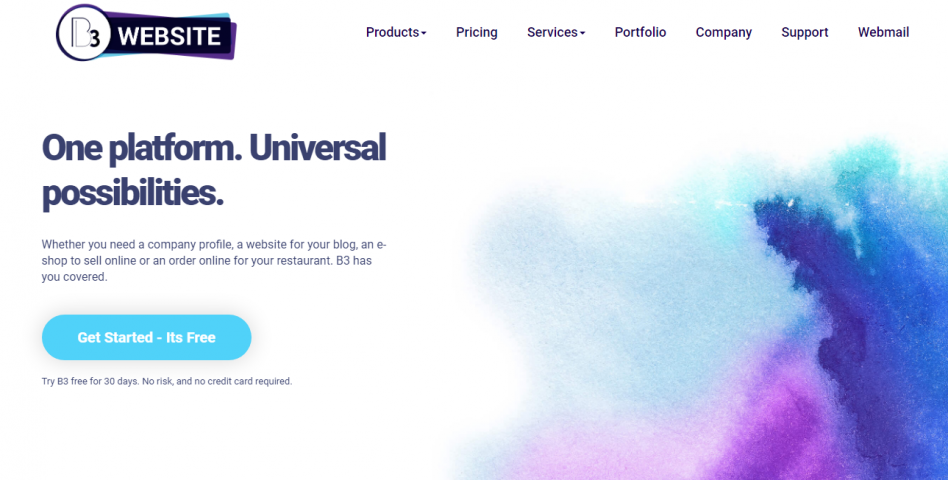 B3 WEBSITE
Products Pricing Services Portfolio Company Support Webmail
One platform. Universal
possibilities.
Whether you need a company profile, a website for your blog, an e-
shop to sell online or an order online for your restaurant. B3 has
you covered.
Get Started - Its Free
Try B3 free for 30 days. No risk, and no credit card required.